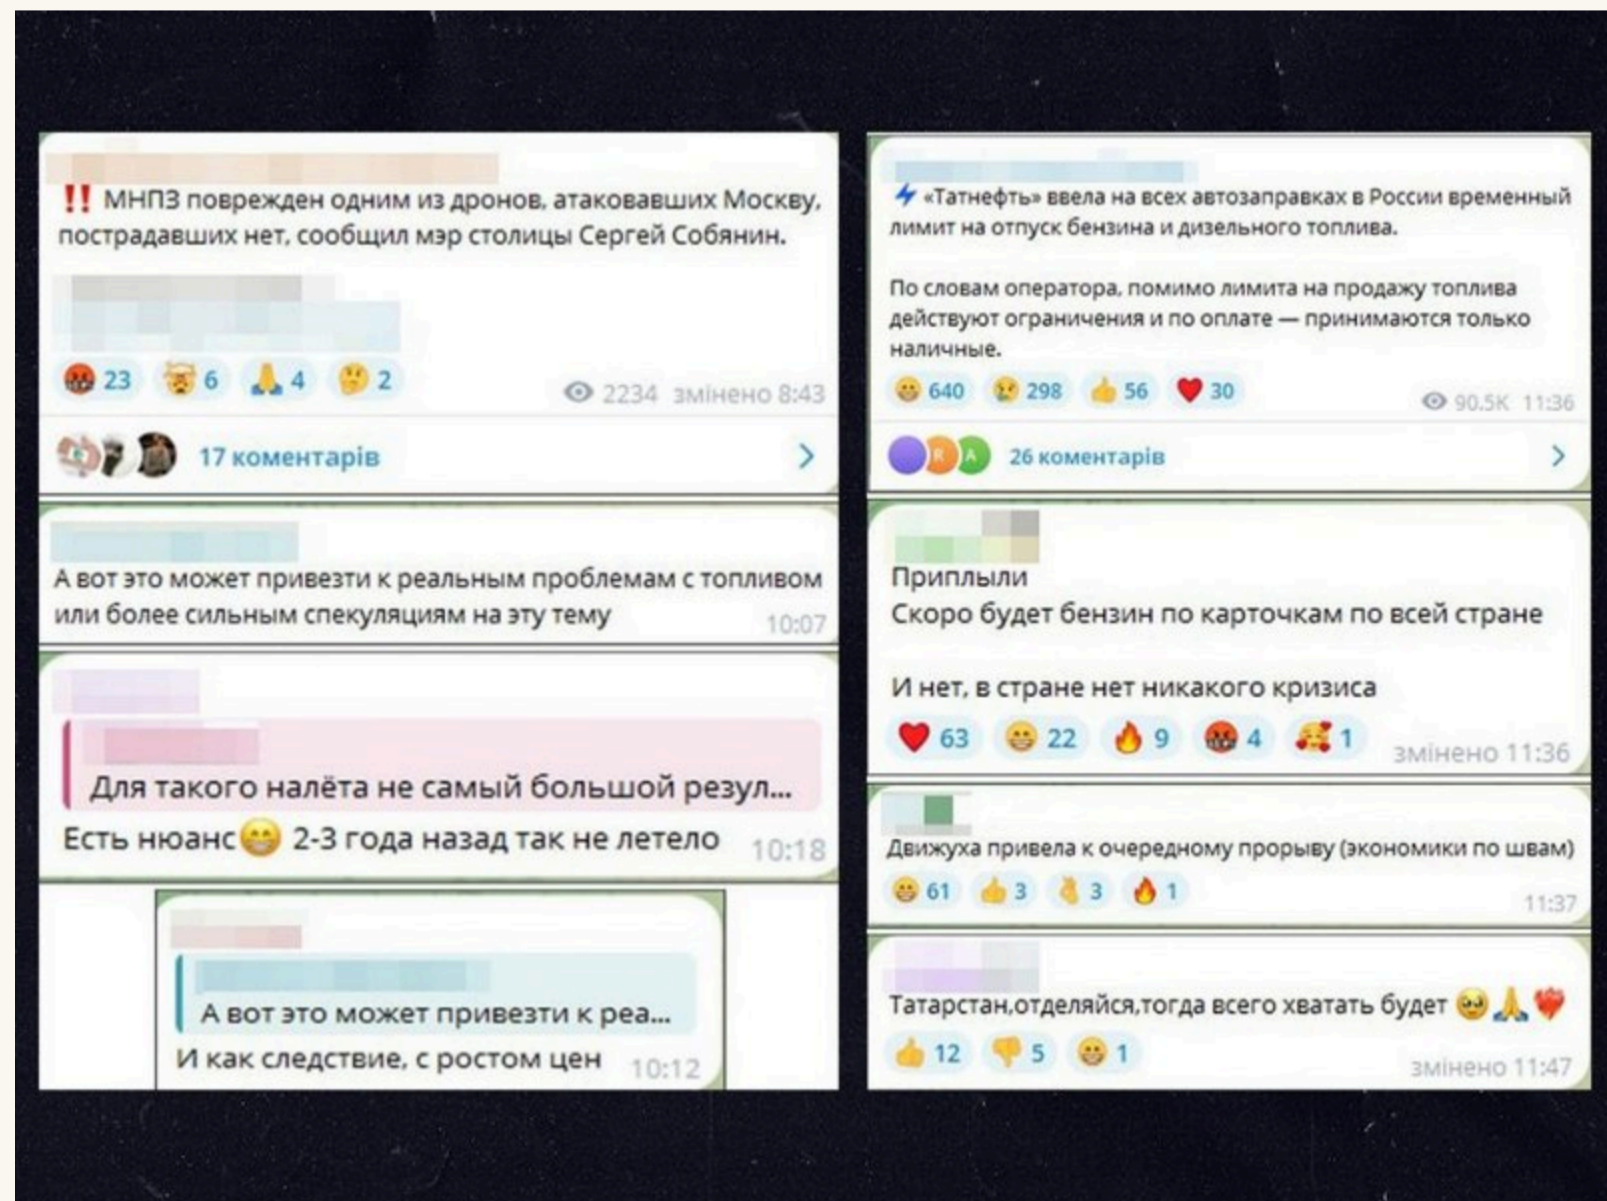 ‼️ МНПЗ поврежден одним из дронов, атаковавших Москву,
пострадавших нет, сообщил мэр столицы Сергей Собянин.
😡 23 🤯 6 🙏 4 🤔 2
2234 змінено 8:43
17 коментарів
А вот это может привезти к реальным проблемам с топливом
или более сильным спекуляциям на эту тему
10:07
Для такого налёта не самый большой резул...
Есть нюанс😁 2-3 года назад так не летело
10:18
А вот это может привезти к реа...
И как следствие, с ростом цен
10:12
⚡ «Татнефть» ввела на всех автозаправках в России временный
лимит на отпуск бензина и дизельного топлива.
По словам оператора, помимо лимита на продажу топлива
действуют ограничения и по оплате — принимаются только
наличные.
😁 640 😢 298 👍 56 ❤️ 30
90.5K 11:36
R A
26 коментарів
Приплыли
Скоро будет бензин по карточкам по всей стране
И нет, в стране нет никакого кризиса
❤️ 63 😁 22 🔥 9 🤬 4 🥰 1
змінено 11:36
Движуха привела к очередному прорыву (экономики по швам)
😁 61 👍 3 👌 3 🔥 1
11:37
Татарстан,отделяйся,тогда всего хватать будет 🥹🙏❤️‍🔥
👍 12 👎 5 😁 1
змінено 11:47